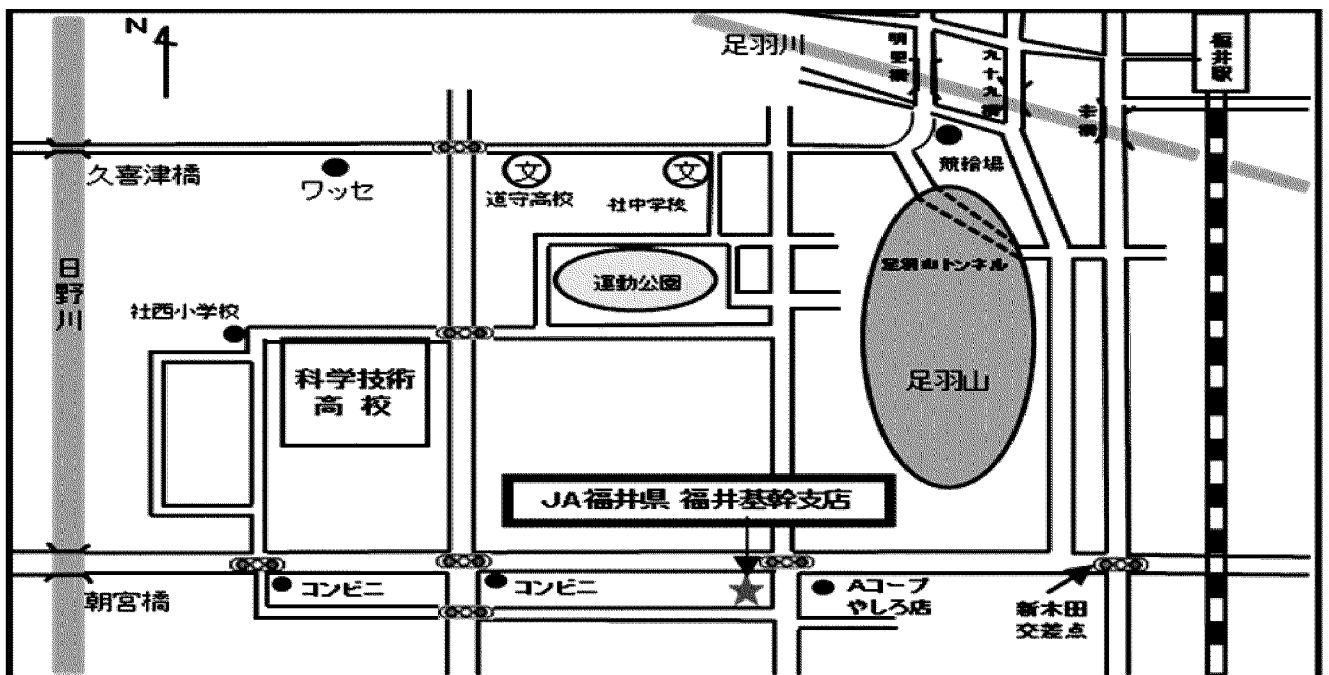 N
足羽川
明里橋
九十九橋
幸橋
福井駅
久喜津橋
ワッセ
文
道守高校
文
社中学校
競輪場
日野川
社西小学校
運動公園
足羽山トンネル
科学技術
高校
足羽山
JA福井県 福井基幹支店
朝宮橋
コンビニ
コンビニ
Aコープ
やしろ店
新木田
交差点